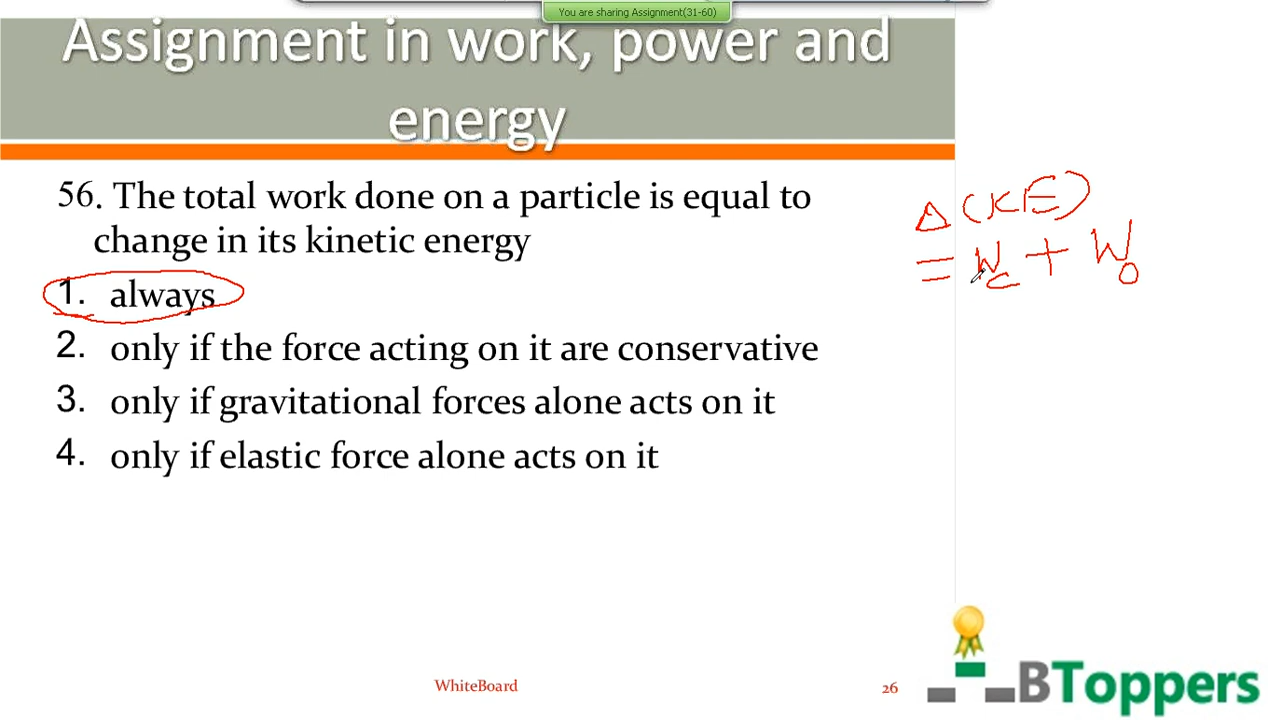 You are sharing Assignment(31-60)
Assignment in work, power and
energy
56. The total work done on a particle is equal to
change in its kinetic energy
1. always
2. only if the force acting on it are conservative
3. only if gravitational forces alone acts on it
4. only if elastic force alone acts on it
Δ(KE)
= Wc + Wo
WhiteBoard
26
BToppers